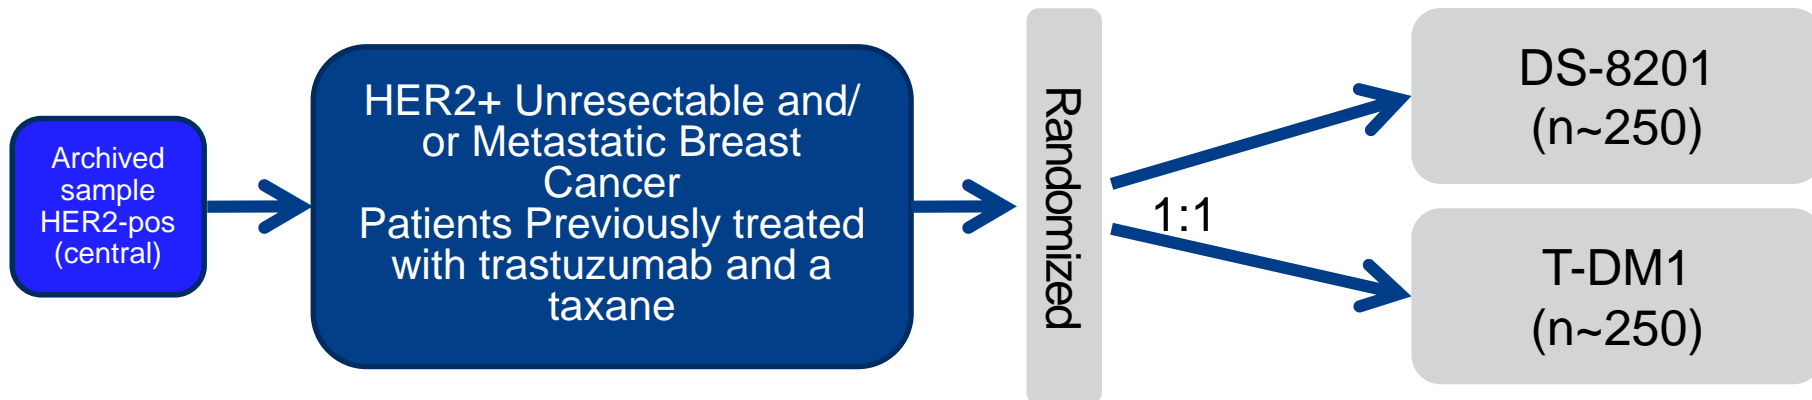 Archived
sample
HER2-pos
(central)
HER2+ Unresectable and/
or Metastatic Breast
Cancer
Patients Previously treated
with trastuzumab and a
taxane
Randomized
1:1
DS-8201
(n~250)
T-DM1
(n~250)